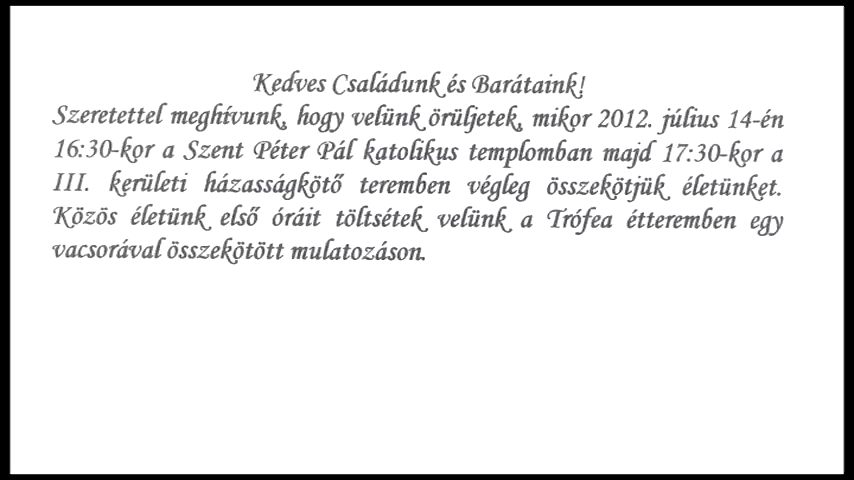 Kedves Családunk és Barátaink!
Szeretettel meghívunk, hogy velünk örüljetek, mikor 2012. július 14-én
16:30-kor a Szent Péter Pál katolikus templomban majd 17:30-kor a
III. kerületi házasságkötő teremben végleg összekötjük életünket.
Közös életünk első óráit töltsétek velünk a Trófea étteremben egy
vacsorával összekötött mulatozáson.